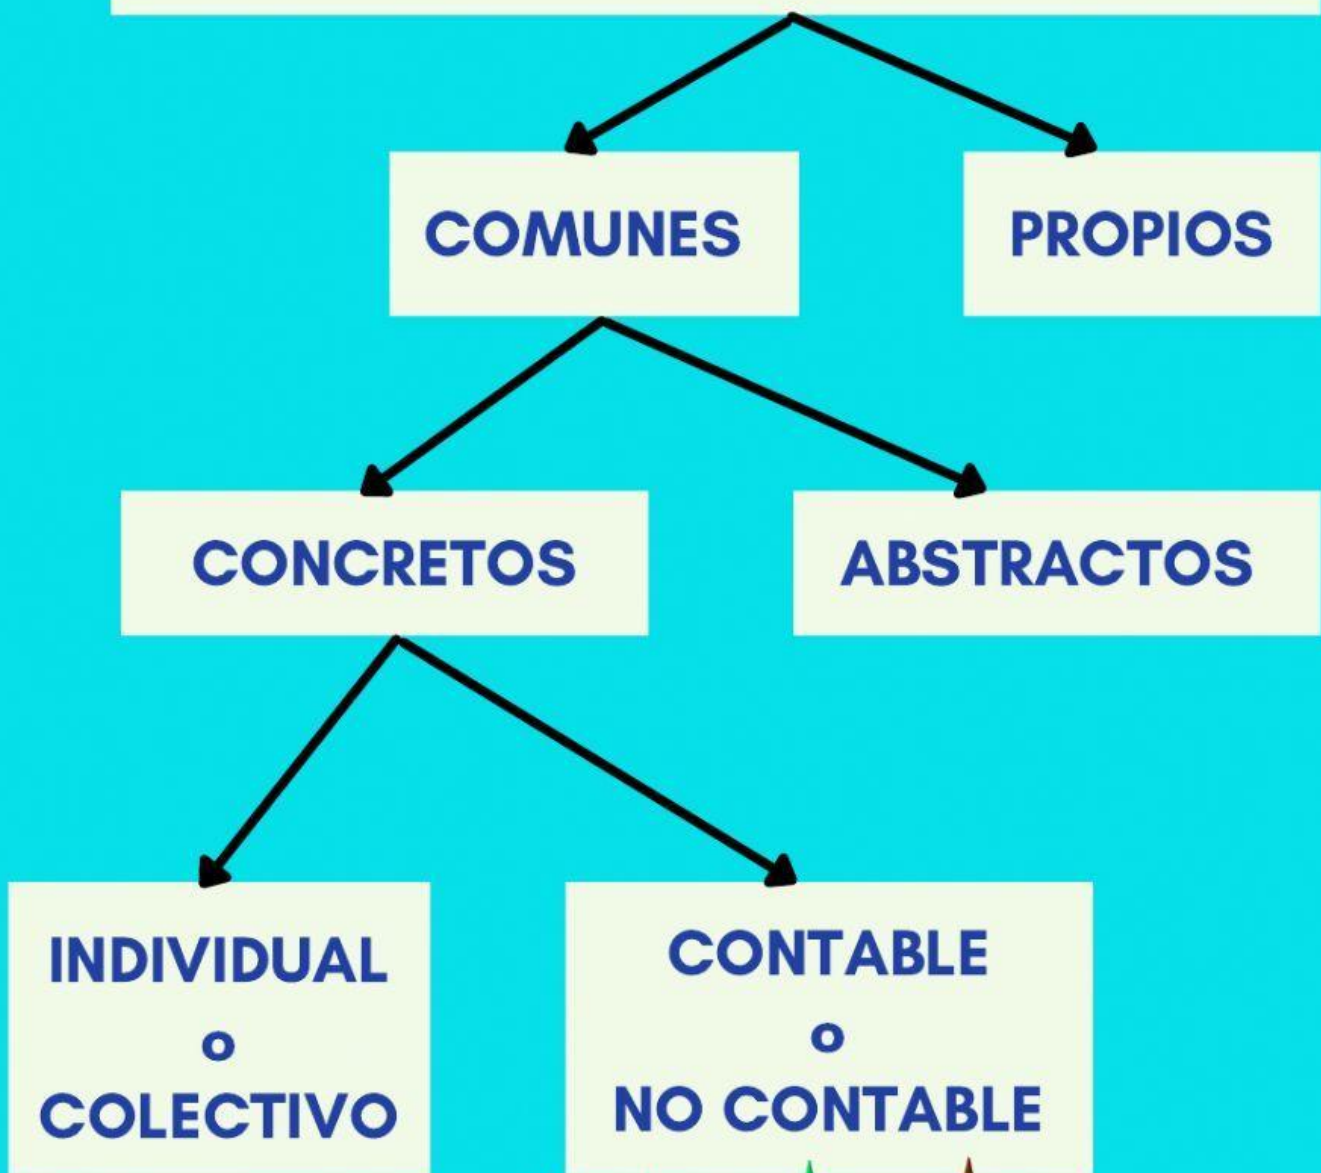 COMUNES
PROPIOS
CONCRETOS
ABSTRACTOS
INDIVIDUAL
o
COLECTIVO
CONTABLE
o
NO CONTABLE